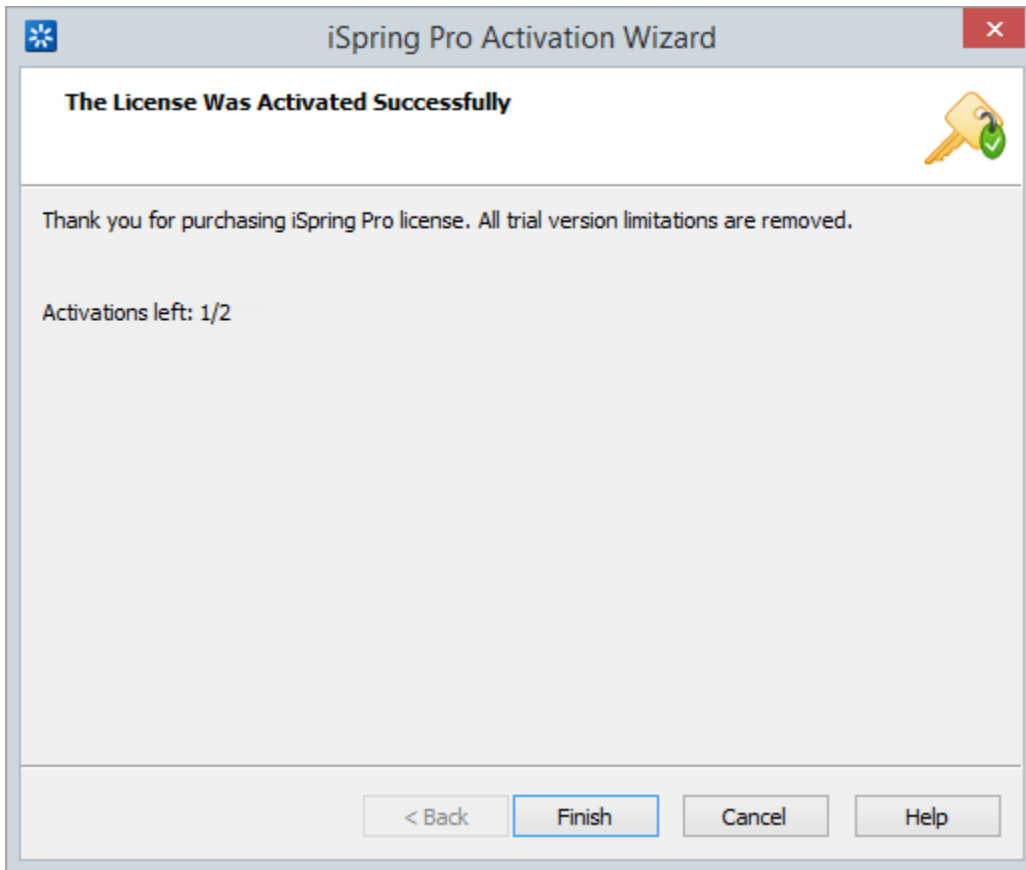 iSpring Pro Activation Wizard
The License Was Activated Successfully
Thank you for purchasing iSpring Pro license. All trial version limitations are removed.
Activations left: 1/2
< Back Finish Cancel Help